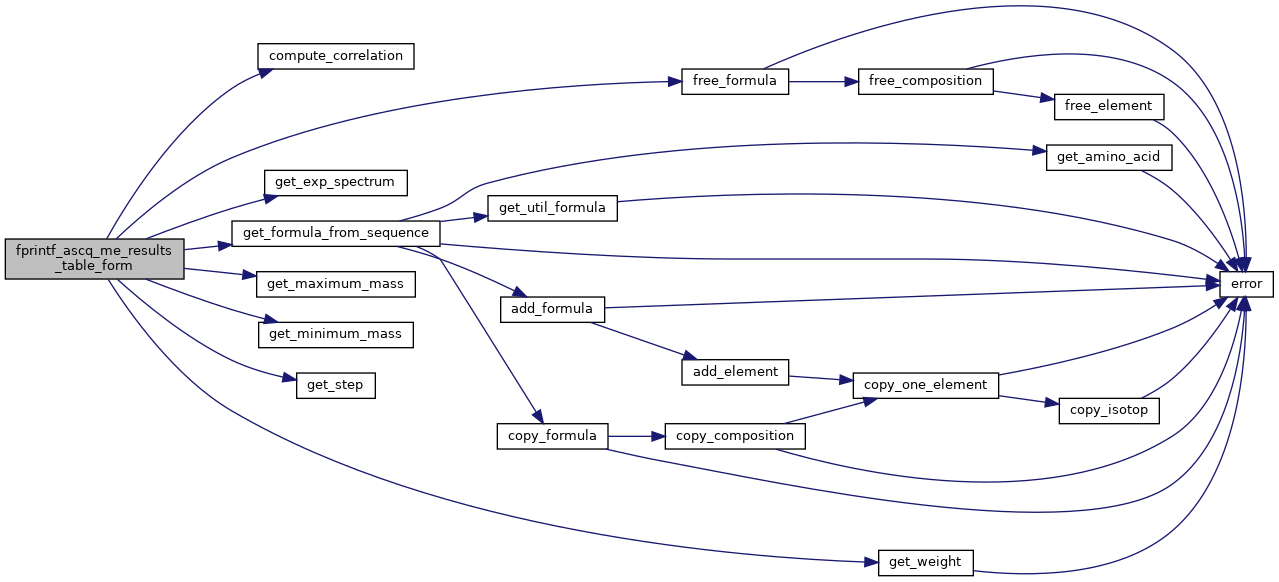 fprintf_ascq_me_results
_table_form
compute_correlation
free_formula
free_composition
free_element
get_amino_acid
get_exp_spectrum
get_util_formula
get_formula_from_sequence
get_maximum_mass
error
add_formula
get_minimum_mass
add_element
get_step
copy_one_element
copy_isotop
copy_formula
copy_composition
get_weight